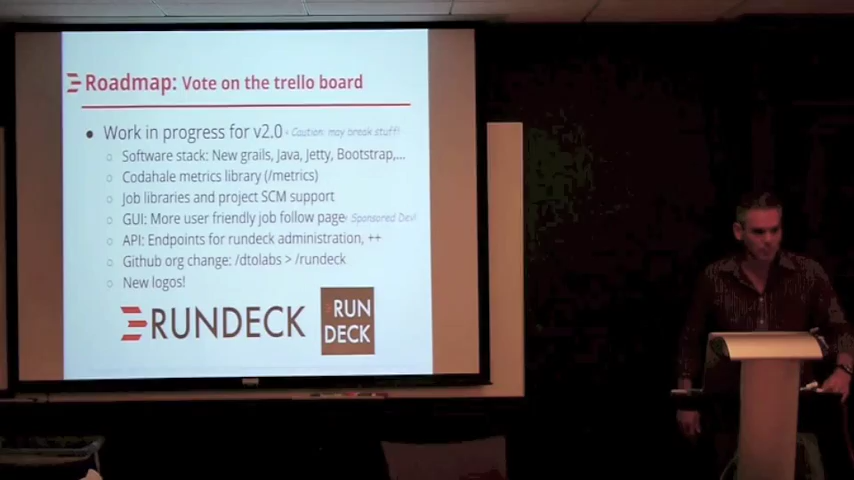 Roadmap: Vote on the trello board
Work in progress for v2.0 - Caution: may break stuff!
Software stack: New grails, Java, Jetty, Bootstrap,...
Codahale metrics library (/metrics)
Job libraries and project SCM support
GUI: More user friendly job follow page- Sponsored Dev!
API: Endpoints for rundeck administration, ++
Github org change: /dtolabs > /rundeck
New logos!
RUNDECK
RUN
DECK